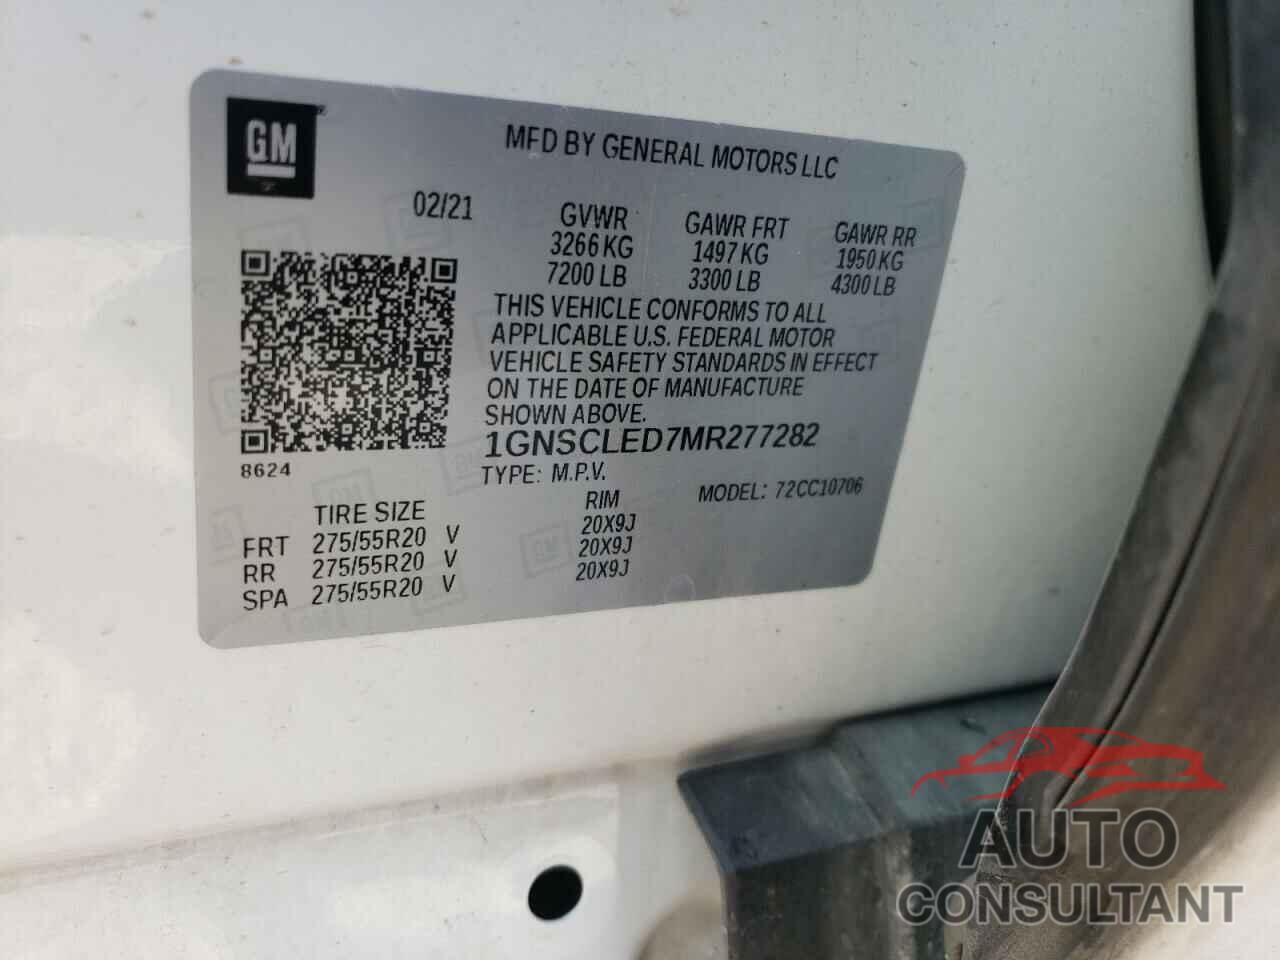 GM
MFD BY GENERAL MOTORS LLC
02/21
GVWR GAWR FRT GAWR RR
3266 KG 1497 KG 1950 KG
7200 LB 3300 LB 4300 LB
THIS VEHICLE CONFORMS TO ALL
APPLICABLE U.S. FEDERAL MOTOR
VEHICLE SAFETY STANDARDS IN EFFECT
ON THE DATE OF MANUFACTURE
SHOWN ABOVE.
1GNSCLED7MR277282
8624
TYPE: M.P.V.
MODEL: 72CC10706
TIRE SIZE RIM
FRT 275/55R20 V 20X9J
RR 275/55R20 V 20X9J
SPA 275/55R20 V 20X9J
AUTO
CONSULTANT